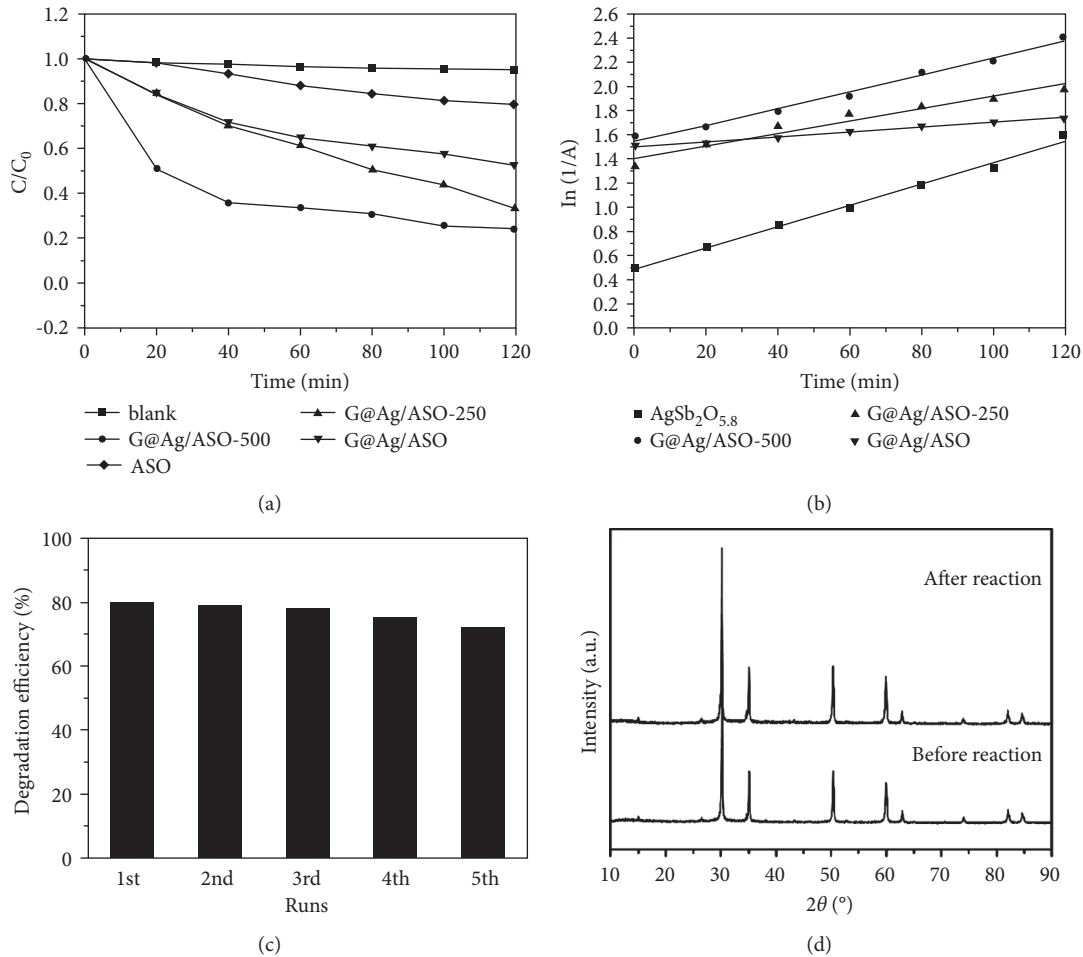 1.2
1.0
0.8
0.6
0.4
0.2
0.0
-0.2
C/C0
0 20 40 60 80 100 120
Time (min)
blank
G@Ag/ASO-500
ASO
G@Ag/ASO-250
G@Ag/ASO
(a)
2.6
2.4
2.2
2.0
1.8
1.6
1.4
1.2
1.0
0.8
0.6
0.4
0.2
0.0
In (1/A)
0 20 40 60 80 100 120
Time (min)
AgSb2O5.8
G@Ag/ASO-500
G@Ag/ASO-250
G@Ag/ASO
(b)
100
80
60
40
20
0
Degradation efficiency (%)
1st 2nd 3rd 4th 5th
Runs
(c)
After reaction
Before reaction
Intensity (a.u.)
10 20 30 40 50 60 70 80 90
2θ (°)
(d)